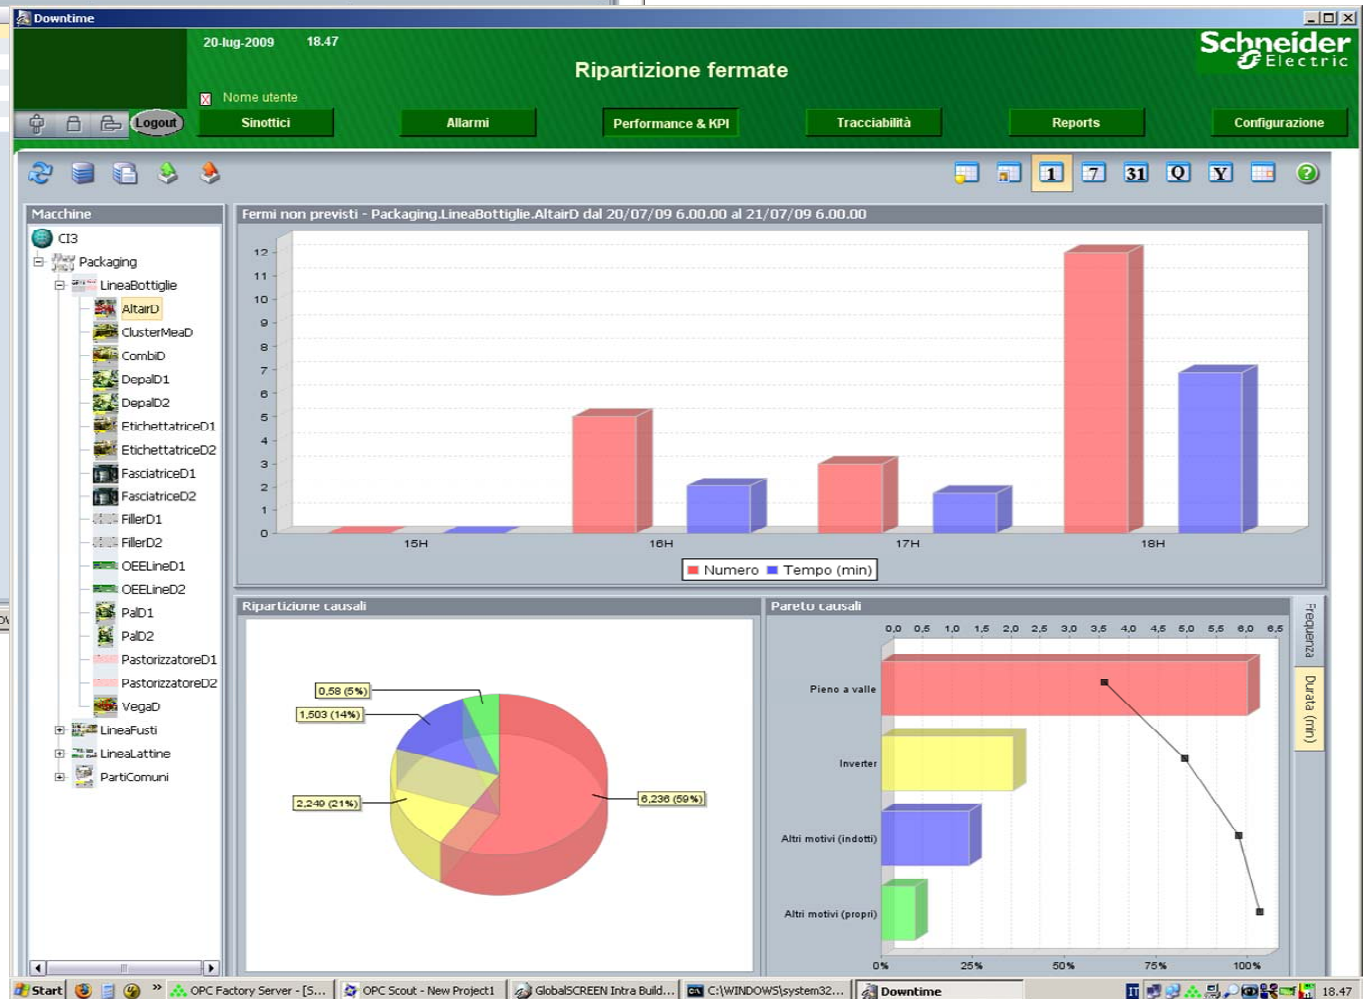 Downtime
20-lug-2009 18.47
Schneider
Electric
Ripartizione fermate
Nome utente
Logout
Sinottici
Allarmi
Performance & KPI
Tracciabilità
Reports
Configurazione
1 7 31 Q Y
Macchine
CI3
Packaging
LineaBottiglie
AltairD
ClusterMeaD
CombiD
DepalD1
DepalD2
EtichettatriceD1
EtichettatriceD2
FasciatriceD1
FasciatriceD2
FillerD1
FillerD2
OEELineD1
OEELineD2
PalD1
PalD2
PastorizzatoreD1
PastorizzatoreD2
VegaD
LineaFusti
LineaLattine
PartiComuni
Fermi non previsti - Packaging.LineaBottiglie.AltairD dal 20/07/09 6.00.00 al 21/07/09 6.00.00
12
11
10
9
8
7
6
5
4
3
2
1
0
15H 16H 17H 18H
Numero Tempo (min)
Ripartizione causali
0,58 (5%)
1,503 (14%)
2,249 (21%)
6,236 (59%)
Pareto causali
0,0 0,5 1,0 1,5 2,0 2,5 3,0 3,5 4,0 4,5 5,0 5,5 6,0 6,5
Pieno a valle
Inverter
Altri motivi (indotti)
Altri motivi (propri)
0% 25% 50% 75% 100%
Frequenza
Durata (min)
Start
»
OPC Factory Server - [S...
OPC Scout - New Project1
GlobalSCREEN Intra Build...
C:\WINDOWS\system32...
Downtime
IT
18.47